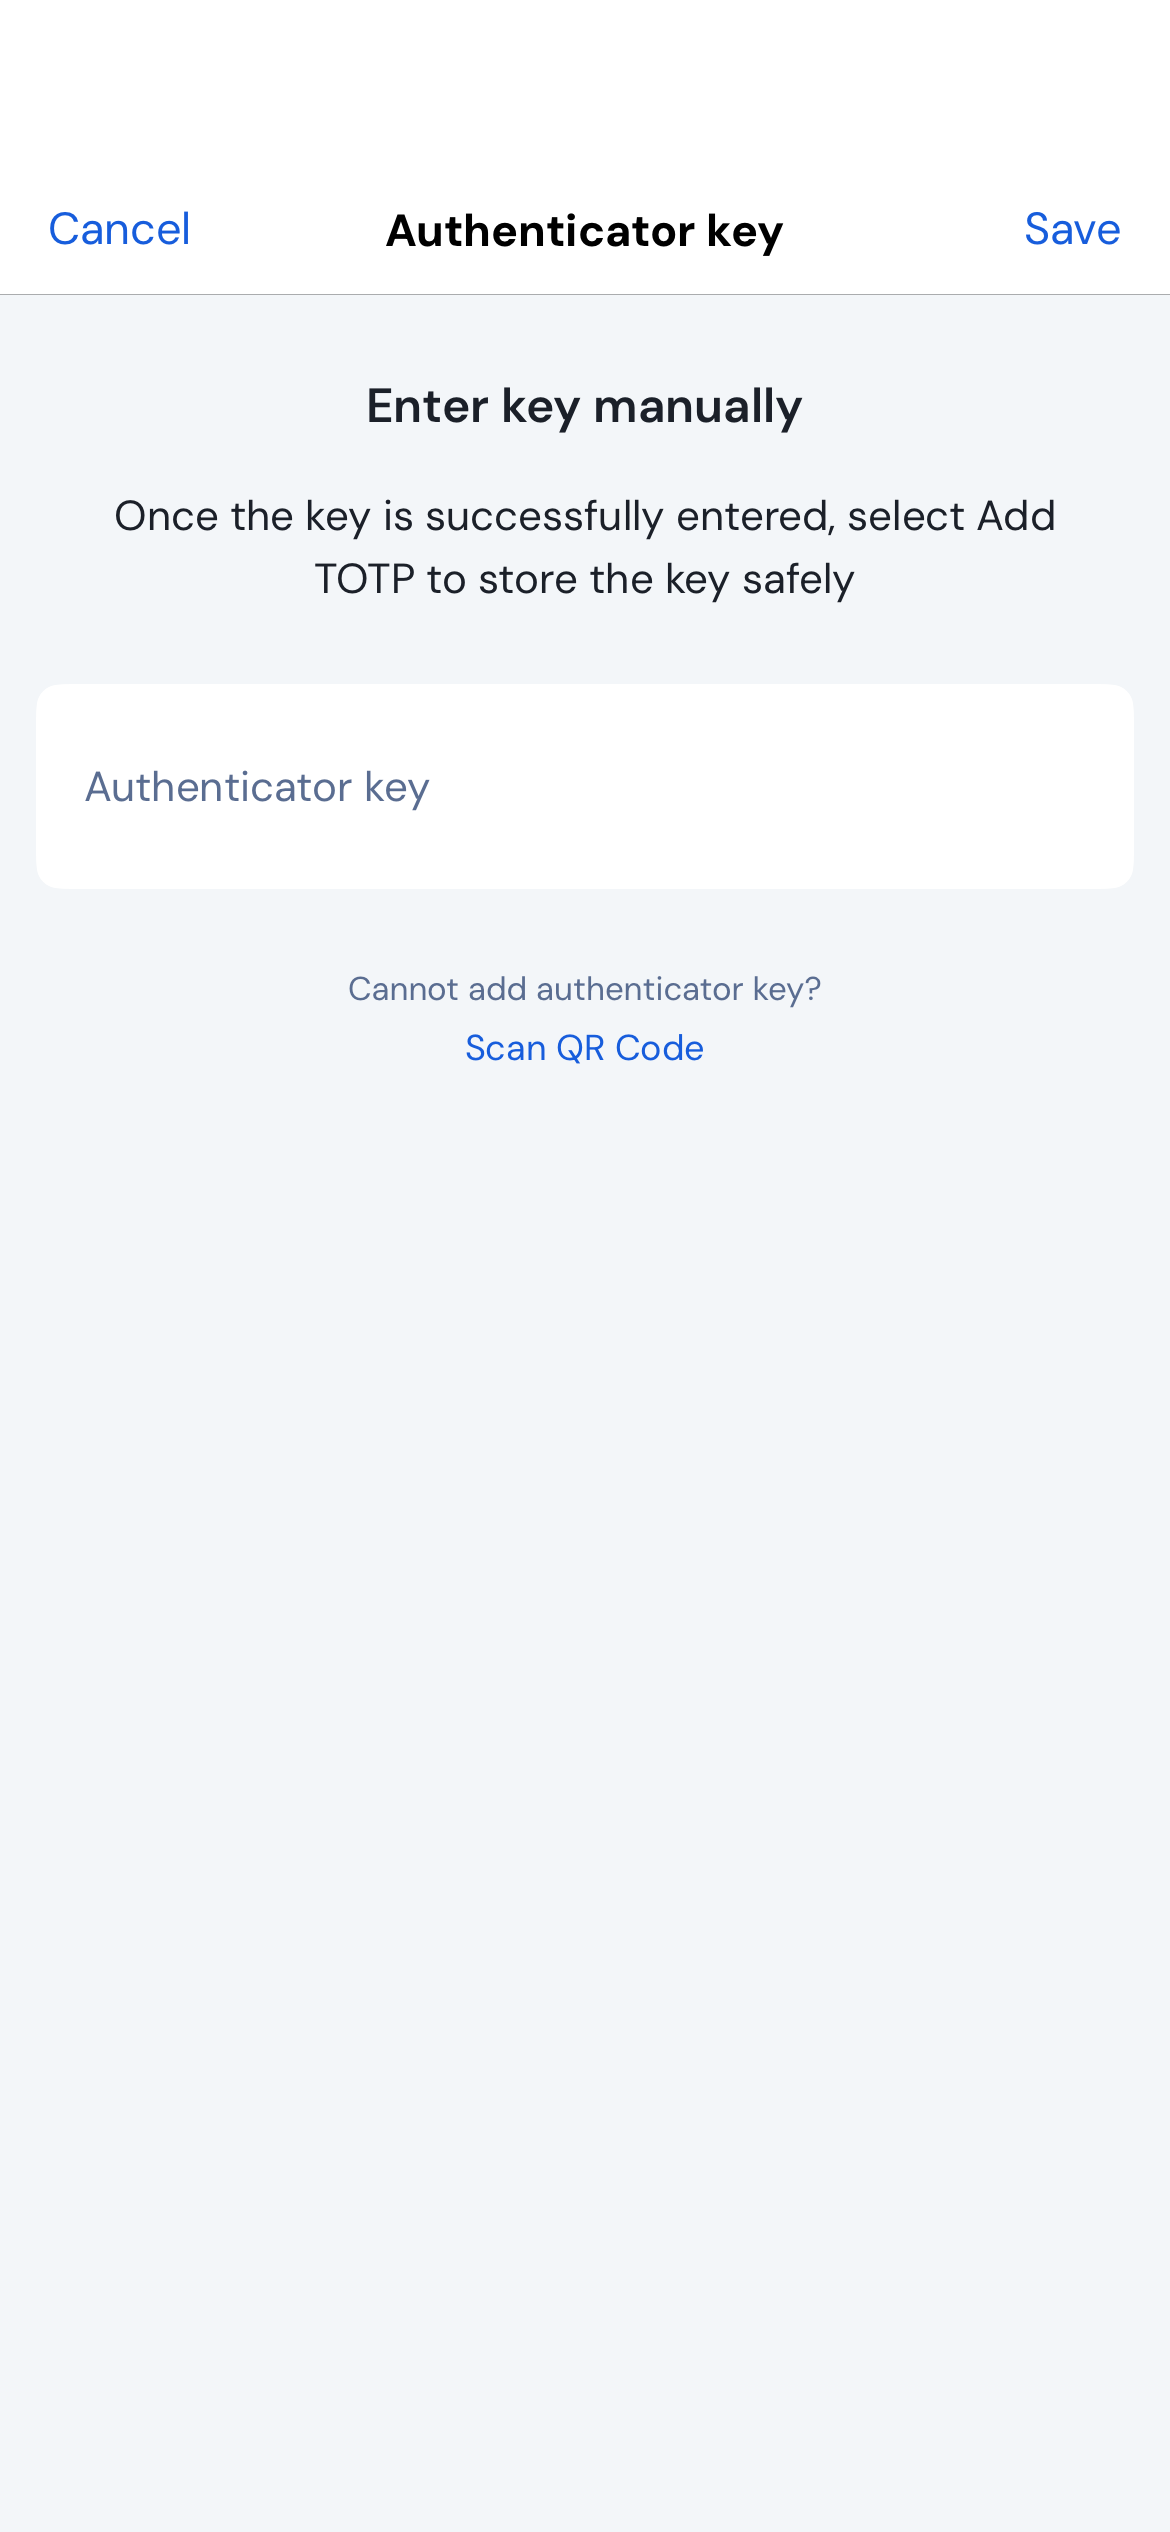 Cancel
Authenticator key
Save
Enter key manually
Once the key is successfully entered, select Add
TOTP to store the key safely
Authenticator key
Cannot add authenticator key?
Scan QR Code